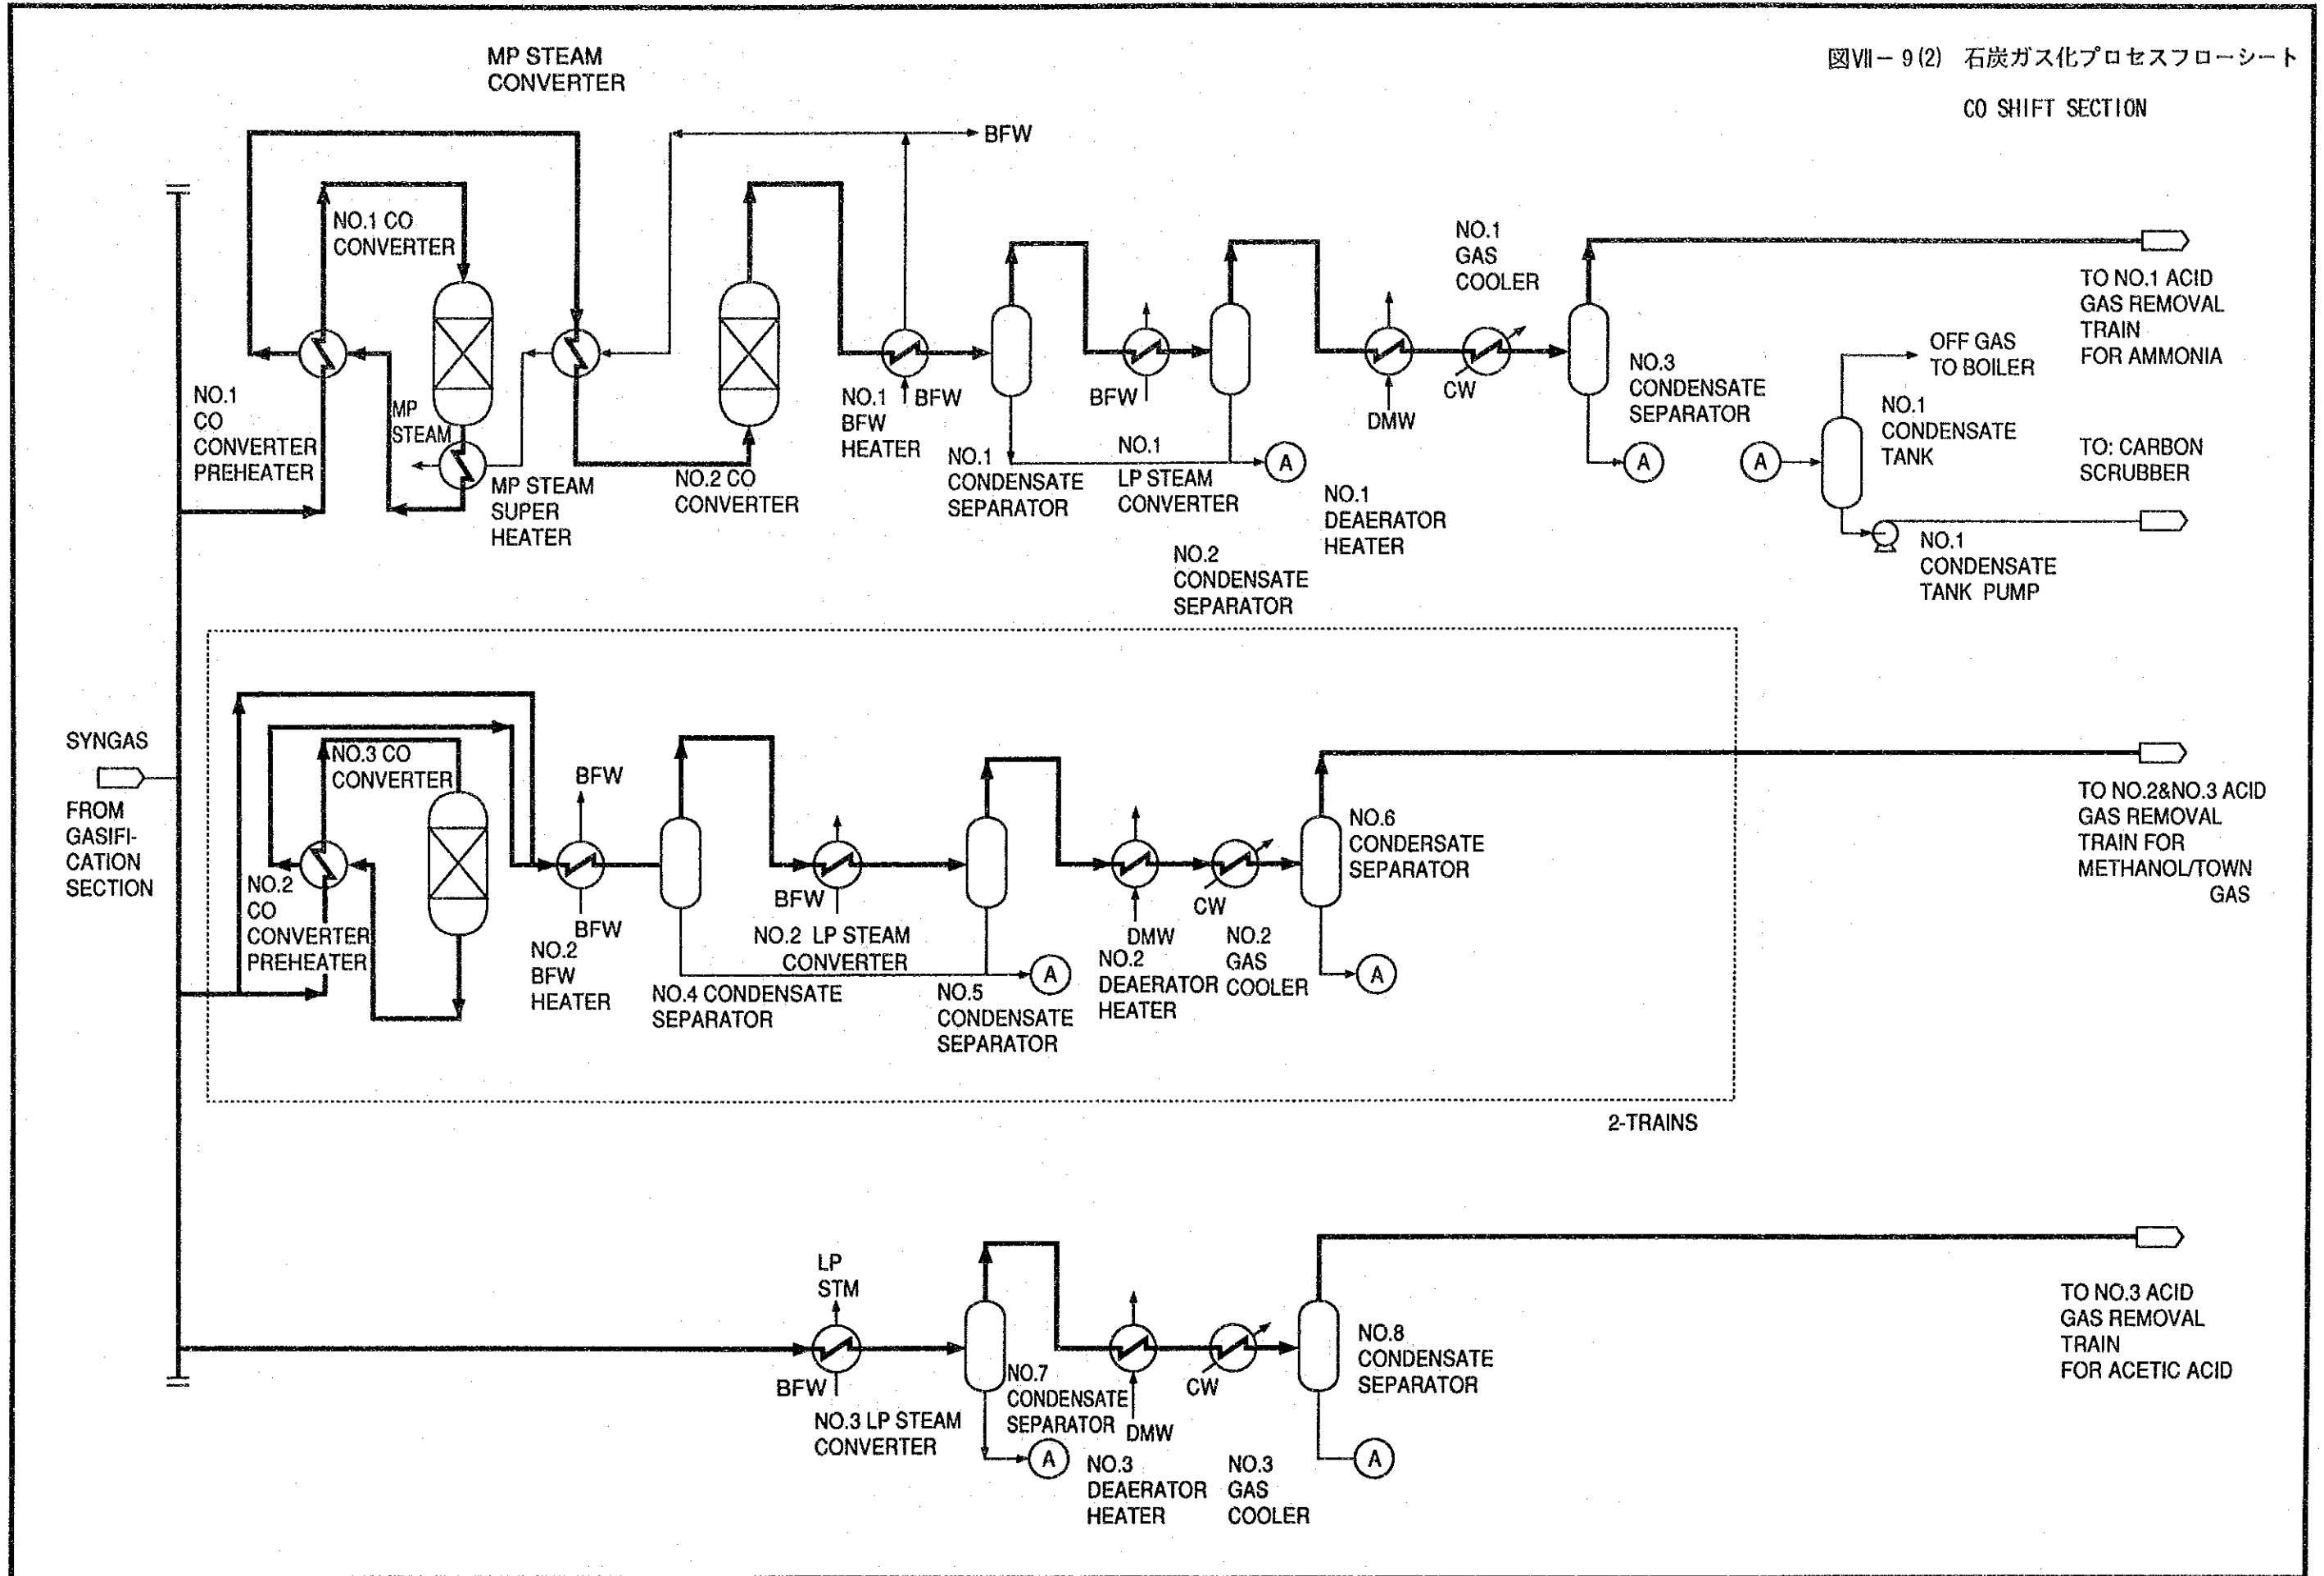 図Ⅶ－9(2) 石炭ガス化プロセスフローシート
CO SHIFT SECTION
MP STEAM
CONVERTER
BFW
NO.1 CO
CONVERTER
NO.1
CO
CONVERTER
PREHEATER
MP
STEAM
MP STEAM
SUPER
HEATER
NO.2 CO
CONVERTER
NO.1
BFW
HEATER
BFW
NO.1
CONDENSATE
SEPARATOR
BFW
NO.1
LP STEAM
CONVERTER
A
NO.2
CONDENSATE
SEPARATOR
DMW
NO.1
DEAERATOR
HEATER
NO.1
GAS
COOLER
CW
NO.3
CONDENSATE
SEPARATOR
A
A
OFF GAS
TO BOILER
NO.1
CONDENSATE
TANK
NO.1
CONDENSATE
TANK PUMP
TO NO.1 ACID
GAS REMOVAL
TRAIN
FOR AMMONIA
TO: CARBON
SCRUBBER
SYNGAS
FROM
GASIFI-
CATION
SECTION
NO.3 CO
CONVERTER
NO.2
CO
CONVERTER
PREHEATER
BFW
BFW
NO.2
BFW
HEATER
NO.4 CONDENSATE
SEPARATOR
BFW
NO.2 LP STEAM
CONVERTER
NO.5
CONDENSATE
SEPARATOR
A
DMW
NO.2
DEAERATOR
HEATER
CW
NO.2
GAS
COOLER
NO.6
CONDERSATE
SEPARATOR
A
TO NO.2&NO.3 ACID
GAS REMOVAL
TRAIN FOR
METHANOL/TOWN
GAS
2-TRAINS
LP
STM
BFW
NO.3 LP STEAM
CONVERTER
NO.7
CONDENSATE
SEPARATOR
A
DMW
NO.3
DEAERATOR
HEATER
CW
NO.3
GAS
COOLER
NO.8
CONDENSATE
SEPARATOR
A
TO NO.3 ACID
GAS REMOVAL
TRAIN
FOR ACETIC ACID